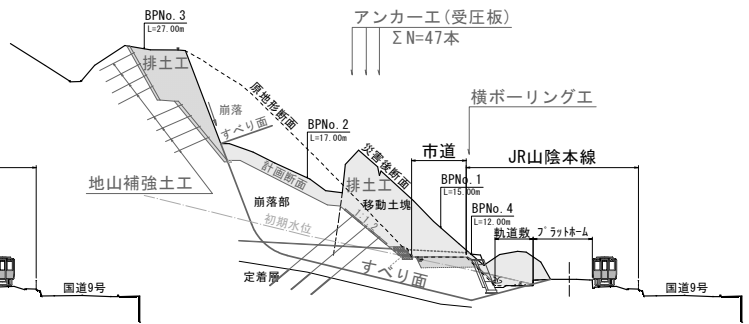 BPNo. 3
L=27.00m
アンカー工(受圧板)
ΣN=47本
排土工
崩落
すべり面
原地形断面
BPNo. 2
L=17.00m
横ボーリング工
災害後断面
市道
JR山陰本線
計画断面
排土工
BPNo. 1
L=15.00m
地山補強土工
崩落部
移動土塊
BPNo. 4
L=12.00m
初期水位
1:1.2
軌道敷
プラットホーム
定着層
すべり面
国道9号
国道9号